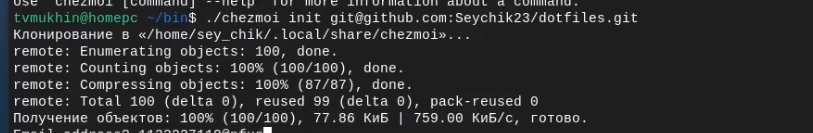 Use "chezmoi [command] --help" for more information about a command.
tvmukhin@homepc ~/bin$ ./chezmoi init git@github.com:Seychik23/dotfiles.git
Клонирование в «/home/sey_chik/.local/share/chezmoi»...
remote: Enumerating objects: 100, done.
remote: Counting objects: 100% (100/100), done.
remote: Compressing objects: 100% (87/87), done.
remote: Total 100 (delta 0), reused 99 (delta 0), pack-reused 0
Получение объектов: 100% (100/100), 77.86 КиБ | 759.00 КиБ/с, готово.
Email address?